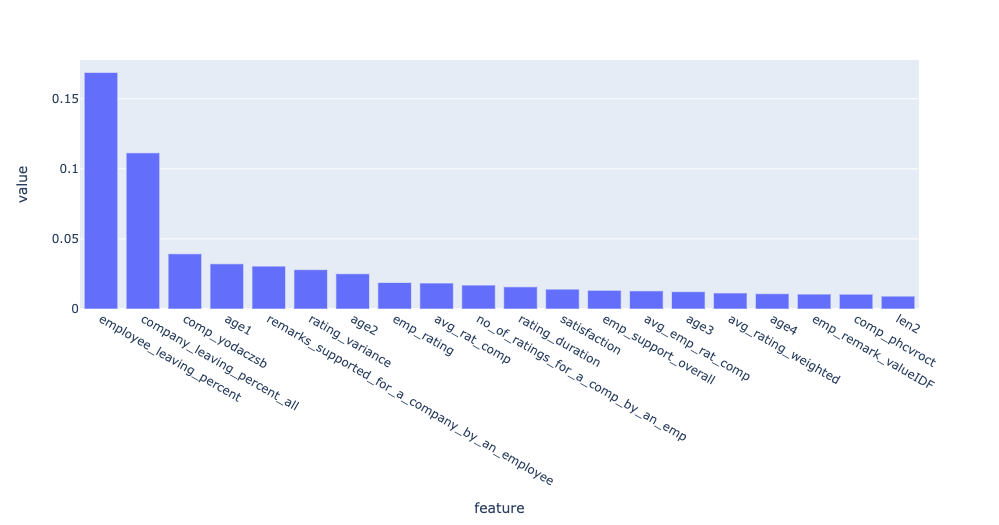 value
0.15
0.1
0.05
0
employee_leaving_percent
company_leaving_percent_all
comp_yodaczsb
age1
remarks_supported_for_a_company_by_an_employee
rating_variance
age2
emp_rating
avg_rat_comp
no_of_ratings_for_a_comp_by_an_emp
rating_duration
satisfaction
emp_support_overall
avg_emp_rat_comp
age3
avg_rating_weighted
age4
emp_remark_valueIDF
comp_phcvroct
len2
feature